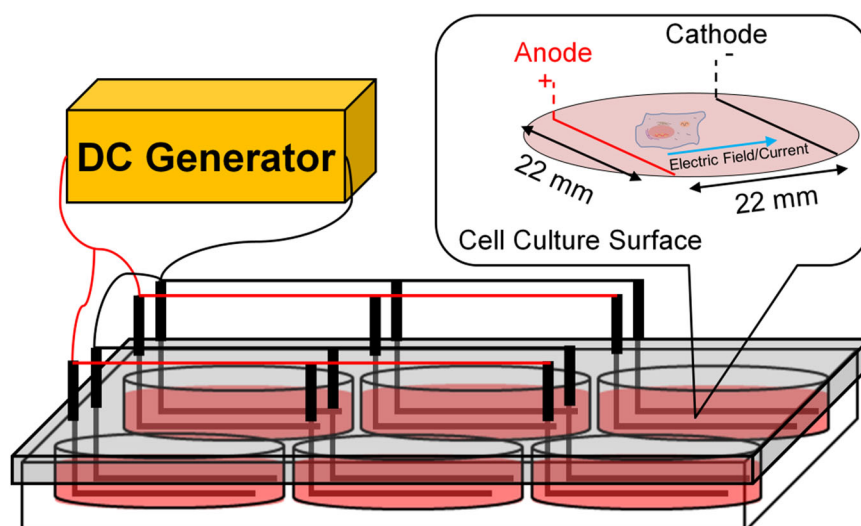 DC Generator
Anode
+
Cathode
-
Electric Field/Current
22 mm
22 mm
Cell Culture Surface